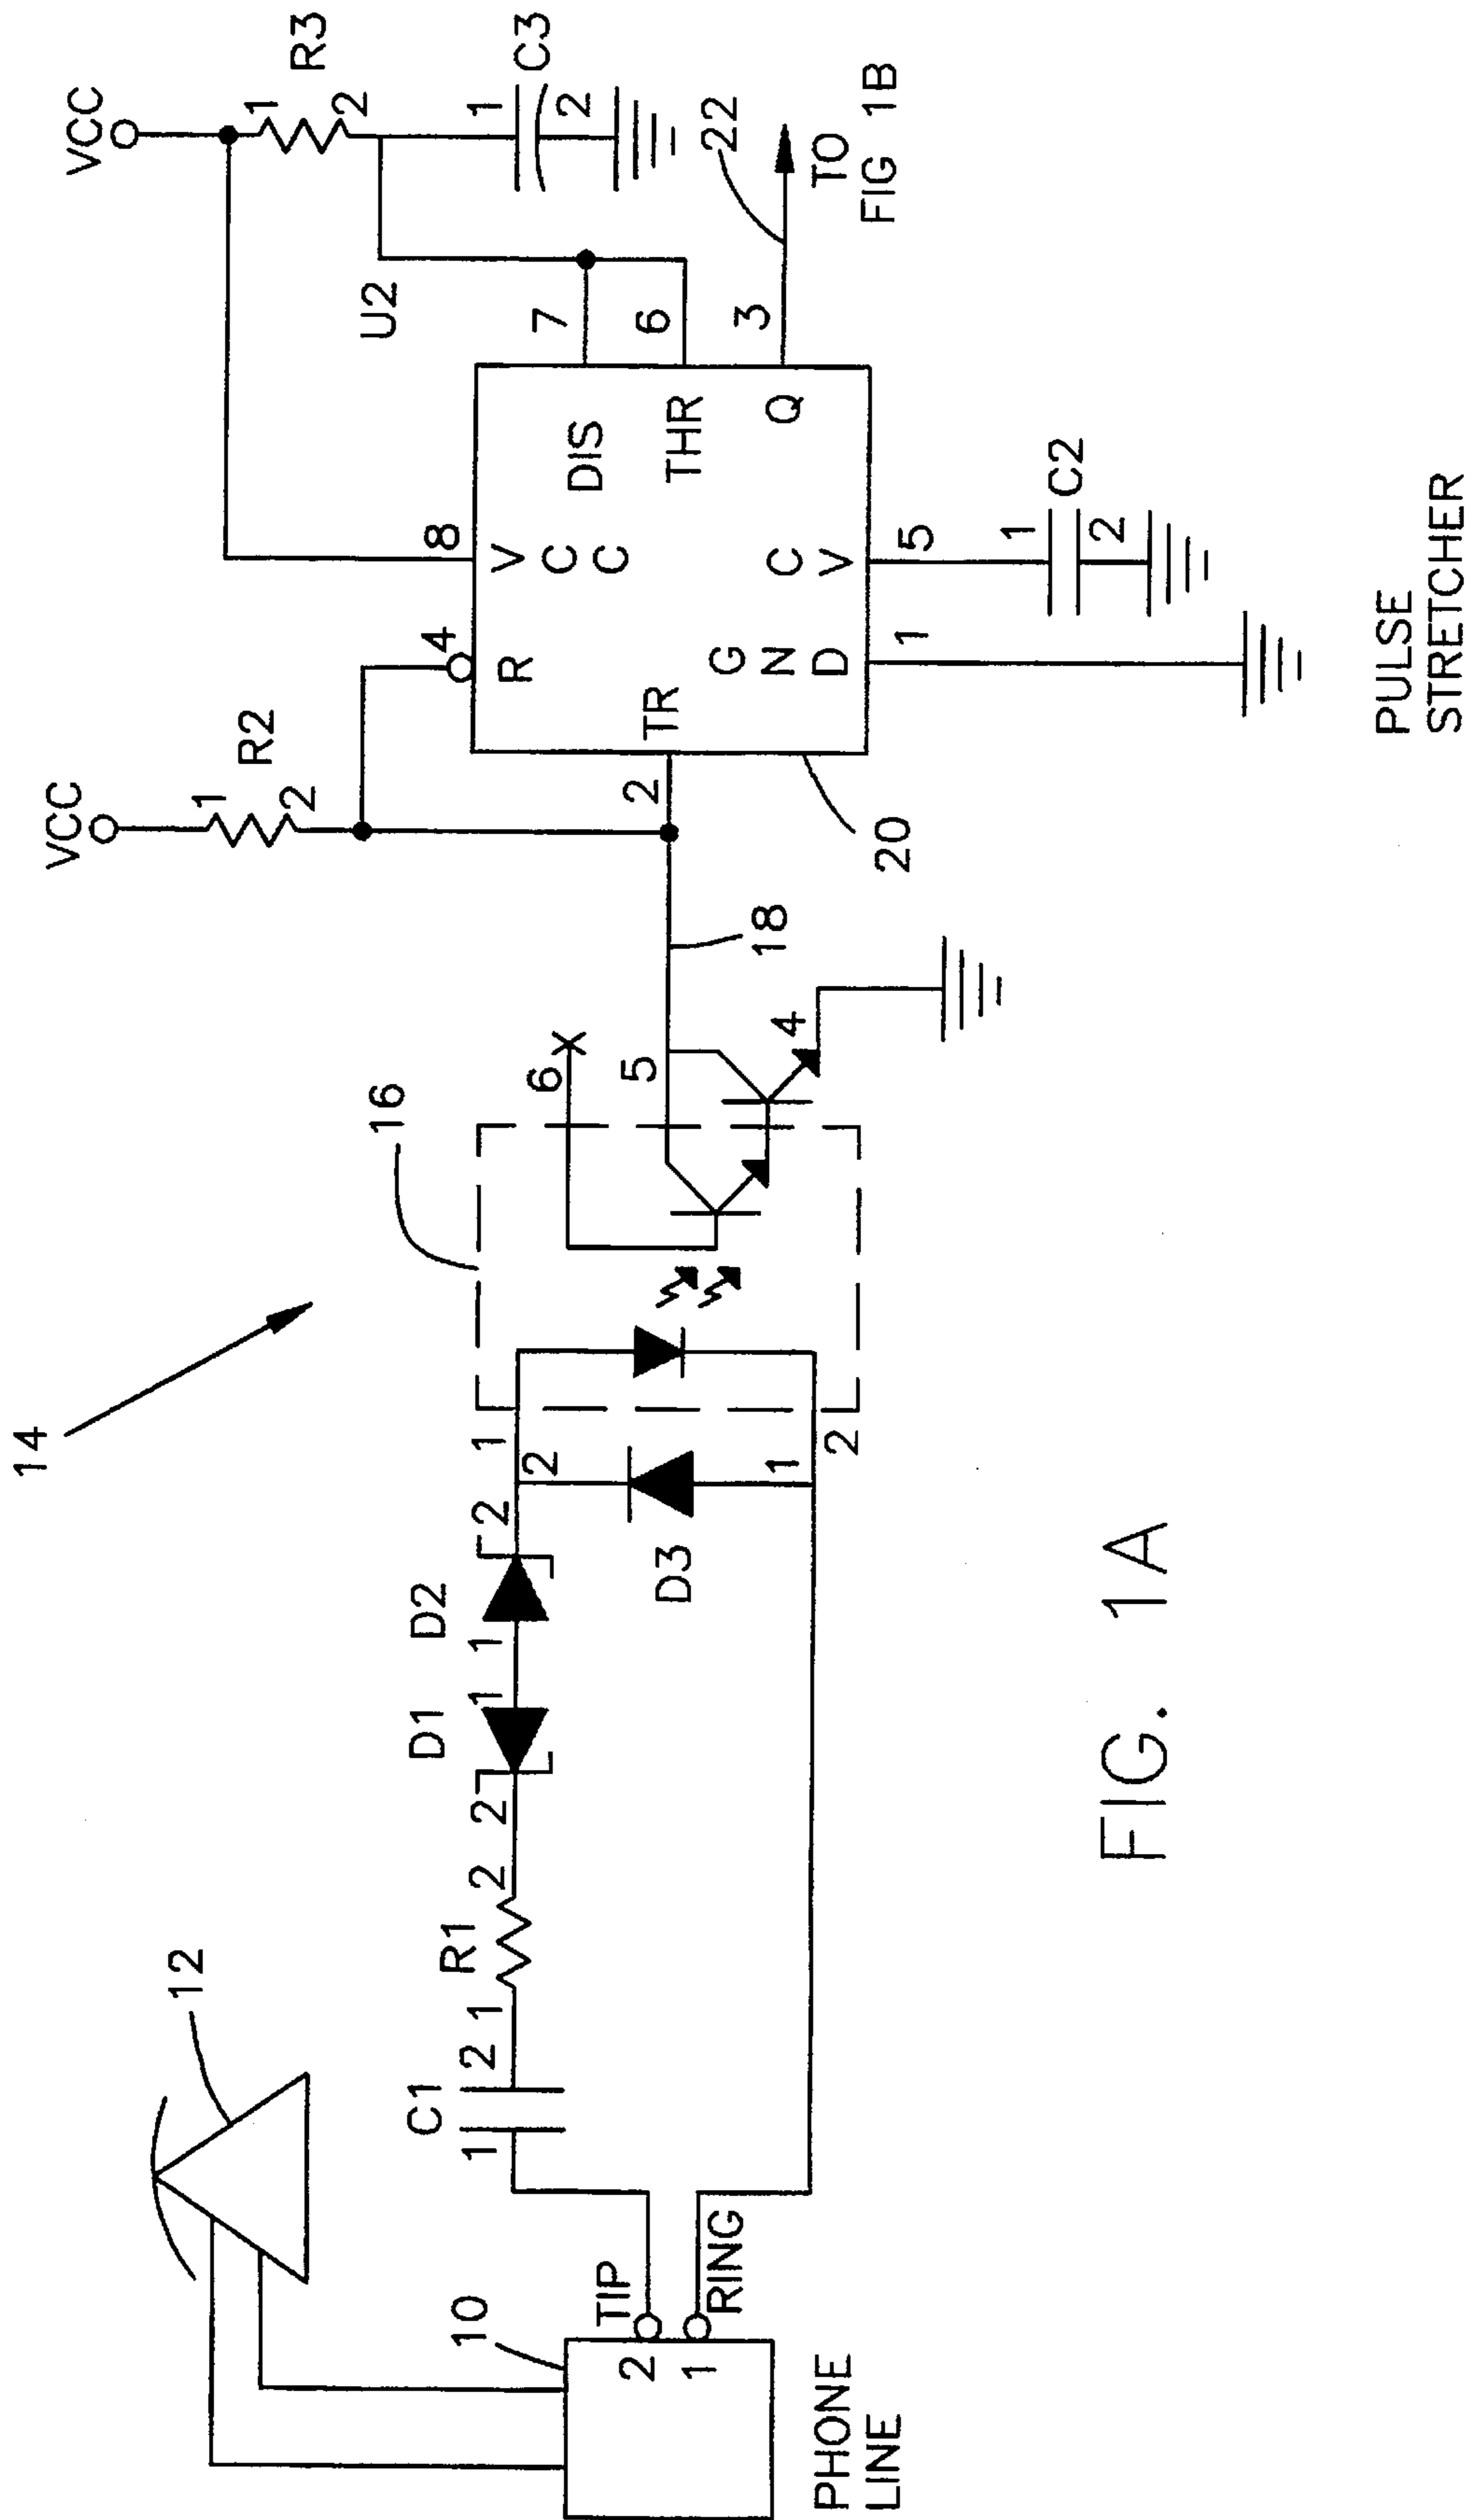 14
12
16
10
PHONE
LINE
2
1
TIP
RING
1
C1
2
1
R1
2
2
D1
1
1
D2
2
1
2
D3
1
2
6
X
5
4
18
VCC
1
R2
2
2
TR
4
R
20
8
V
C
C
G
N
D
1
C
V
5
1
C2
2
U2
DIS
7
THR
6
Q
3
22
TO
FIG 1B
VCC
1
R3
2
1
C3
2
PULSE
STRETCHER
FIG. 1A